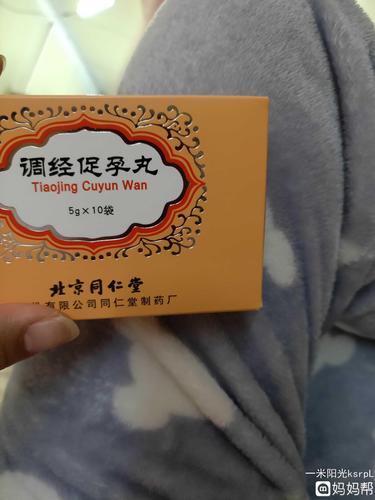 调经促孕丸
Tiaojing Cuyun Wan
5g×10袋
北京同仁堂
有限公司同仁堂制药厂
一米阳光ksrpL
妈妈帮